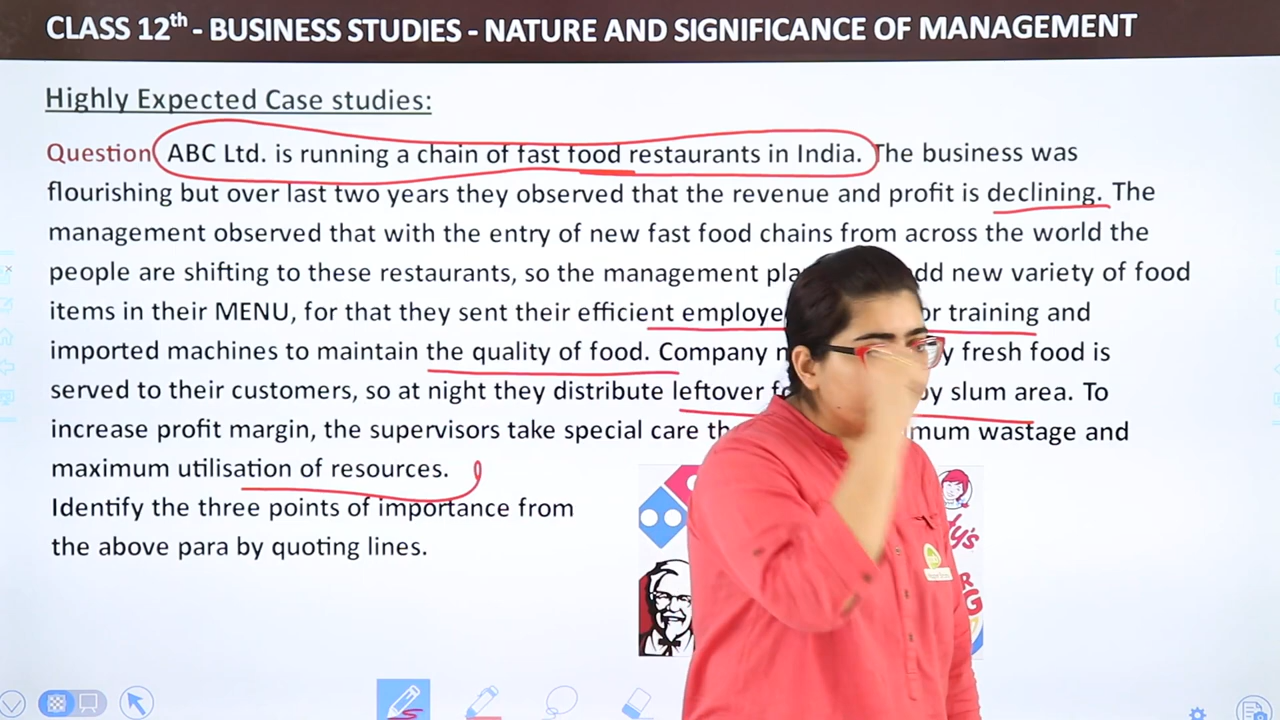 CLASS 12th - BUSINESS STUDIES - NATURE AND SIGNIFICANCE OF MANAGEMENT
Highly Expected Case studies:
Question ABC Ltd. is running a chain of fast food restaurants in India. The business was
flourishing but over last two years they observed that the revenue and profit is declining. The
management observed that with the entry of new fast food chains from across the world the
people are shifting to these restaurants, so the management new variety of food
items in their MENU, for that they sent their efficient training and
imported machines to maintain the quality of food. Company fresh food is
served to their customers, so at night they distribute leftover slum area. To
increase profit margin, the supervisors take special care wastage and
maximum utilisation of resources.
Identify the three points of importance from
the above para by quoting lines.